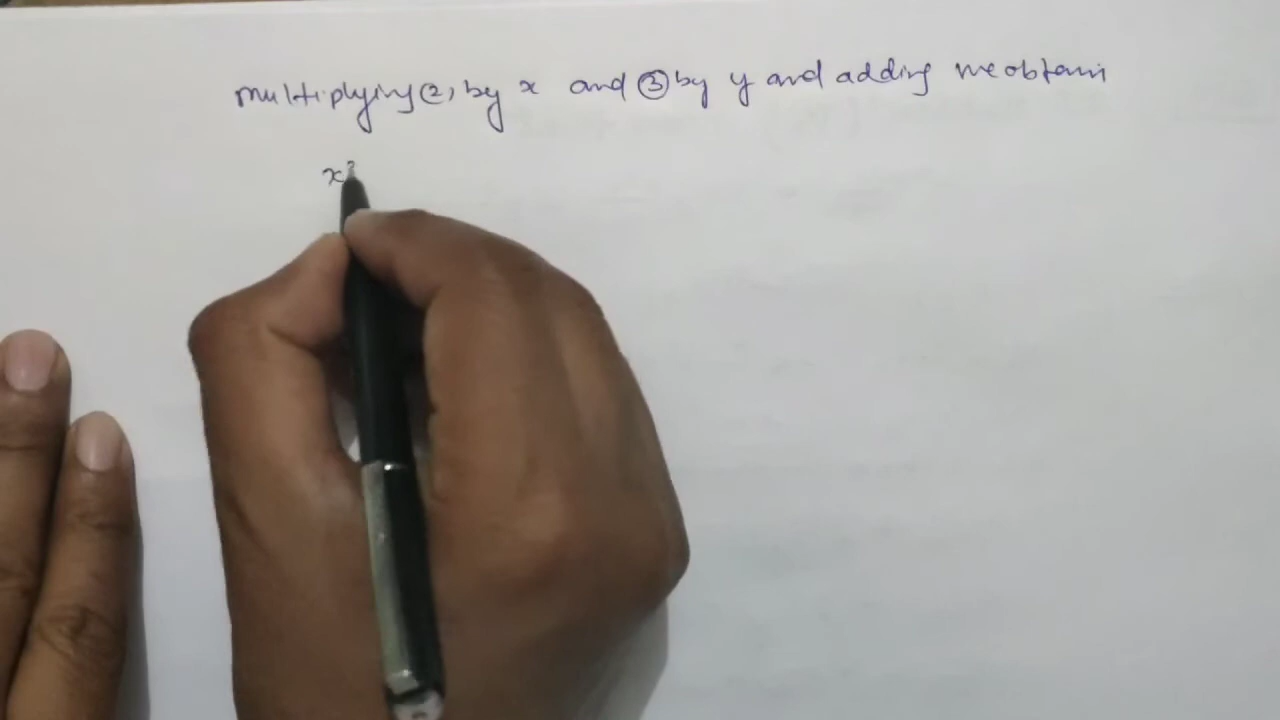 multiplying (2) by x and ③ by y and adding we obtain
x²